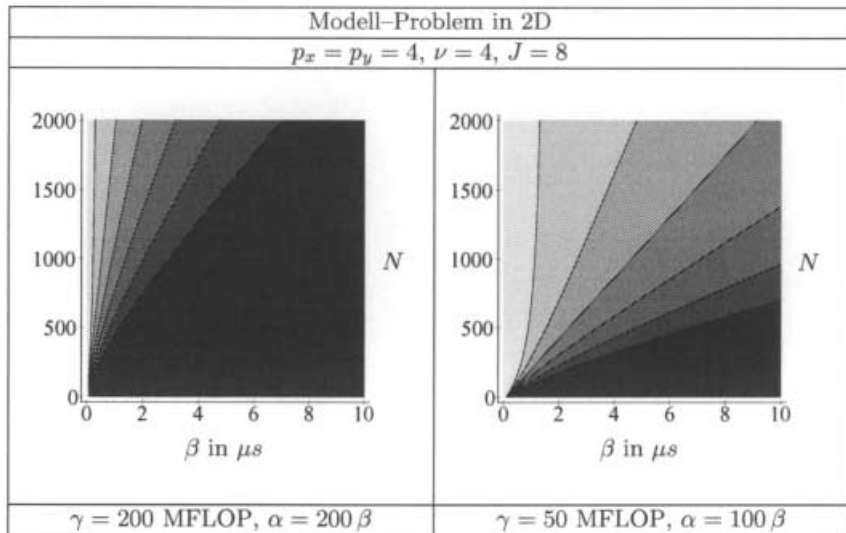 Modell–Problem in 2D
p_x = p_y = 4, ν = 4, J = 8
2000
1500
1000
500
0
0 2 4 6 8 10
N
β in μs
2000
1500
1000
500
0
0 2 4 6 8 10
N
β in μs
γ = 200 MFLOP, α = 200 β
γ = 50 MFLOP, α = 100 β